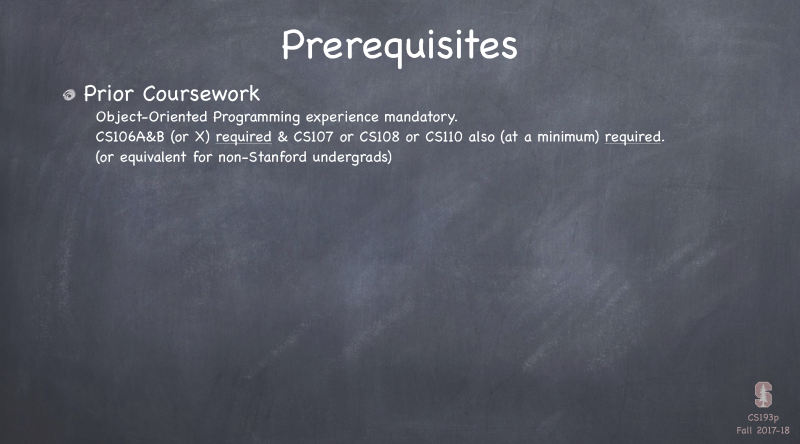 Prerequisites
Prior Coursework
Object-Oriented Programming experience mandatory.
CS106A&B (or X) required & CS107 or CS108 or CS110 also (at a minimum) required.
(or equivalent for non-Stanford undergrads)
CS193p
Fall 2017-18